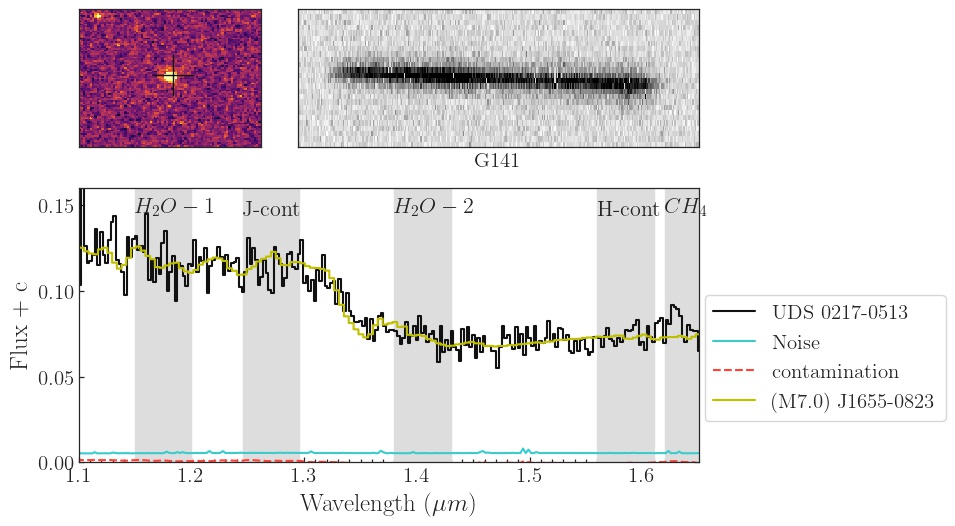 G141
H₂O − 1
J-cont
H₂O − 2
H-cont
CH₄
0.15
0.10
0.05
0.00
Flux + c
1.1
1.2
1.3
1.4
1.5
1.6
Wavelength (μm)
UDS 0217-0513
Noise
contamination
(M7.0) J1655-0823